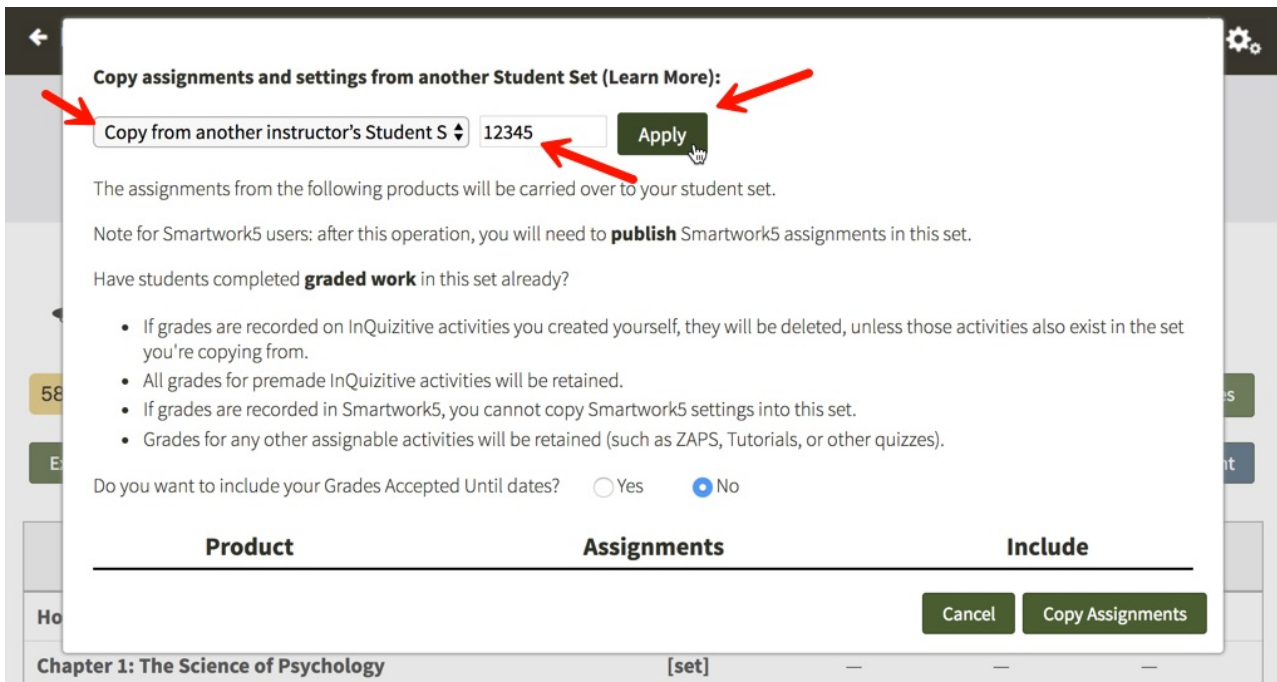 Copy assignments and settings from another Student Set (Learn More):
Copy from another instructor's Student S 12345 Apply
The assignments from the following products will be carried over to your student set.
Note for Smartwork5 users: after this operation, you will need to publish Smartwork5 assignments in this set.
Have students completed graded work in this set already?
• If grades are recorded on InQuizitive activities you created yourself, they will be deleted, unless those activities also exist in the set
you're copying from.
• All grades for premade InQuizitive activities will be retained.
• If grades are recorded in Smartwork5, you cannot copy Smartwork5 settings into this set.
• Grades for any other assignable activities will be retained (such as ZAPS, Tutorials, or other quizzes).
Do you want to include your Grades Accepted Until dates? Yes No
Product Assignments Include
Cancel Copy Assignments
Chapter 1: The Science of Psychology [set] — — —